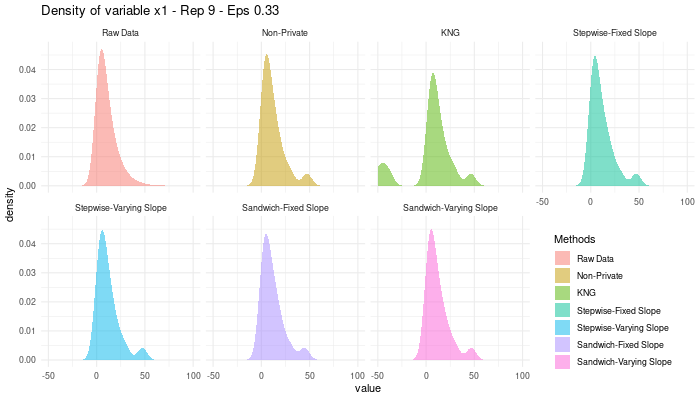 Density of variable x1 - Rep 9 - Eps 0.33
Raw Data Non-Private KNG Stepwise-Fixed Slope
0.04
0.03
0.02
0.01
0.00
-50 0 50 100
density
Stepwise-Varying Slope Sandwich-Fixed Slope Sandwich-Varying Slope
0.04
0.03
0.02
0.01
0.00
-50 0 50 100 -50 0 50 100 -50 0 50 100
value
Methods
Raw Data
Non-Private
KNG
Stepwise-Fixed Slope
Stepwise-Varying Slope
Sandwich-Fixed Slope
Sandwich-Varying Slope